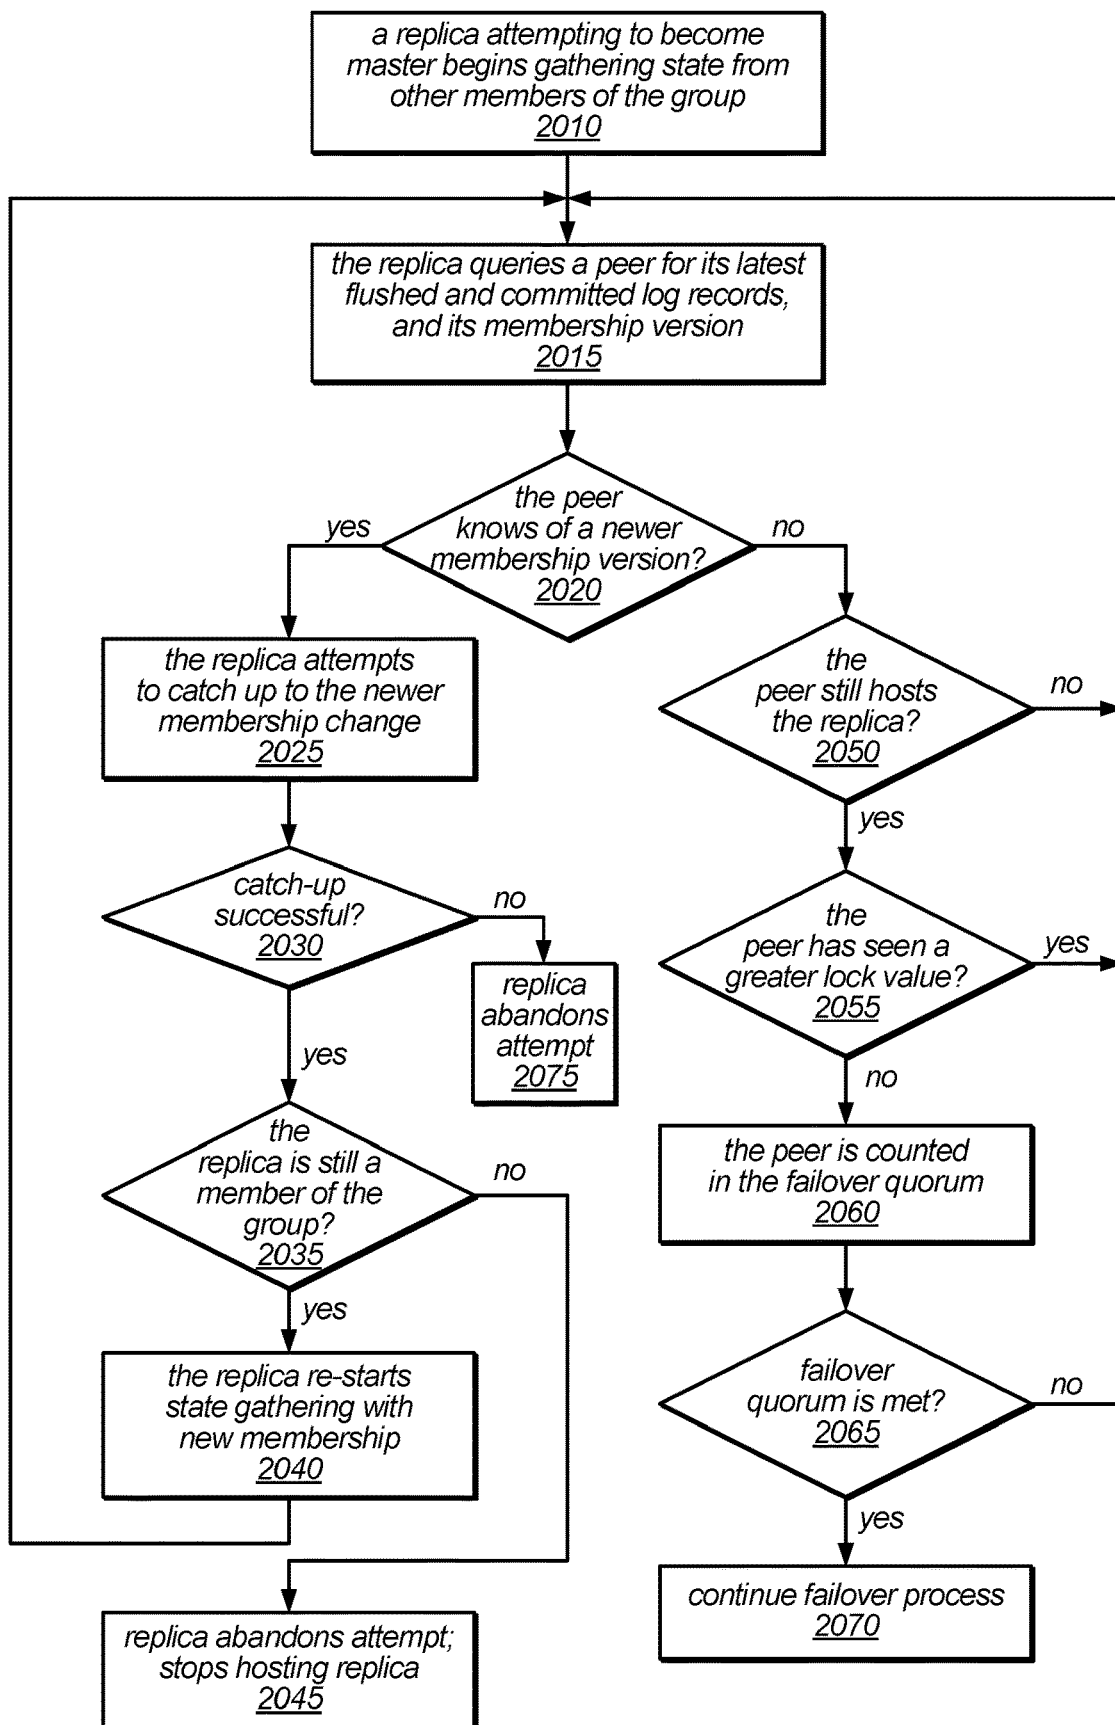 a replica attempting to become
master begins gathering state from
other members of the group
2010
the replica queries a peer for its latest
flushed and committed log records,
and its membership version
2015
the peer
knows of a newer
membership version?
2020
yes
no
the replica attempts
to catch up to the newer
membership change
2025
the
peer still hosts
the replica?
2050
no
yes
catch-up
successful?
2030
no
yes
replica
abandons
attempt
2075
the
peer has seen a
greater lock value?
2055
yes
no
the
replica is still a
member of the
group?
2035
no
yes
the peer is counted
in the failover quorum
2060
the replica re-starts
state gathering with
new membership
2040
failover
quorum is met?
2065
no
yes
replica abandons attempt;
stops hosting replica
2045
continue failover process
2070